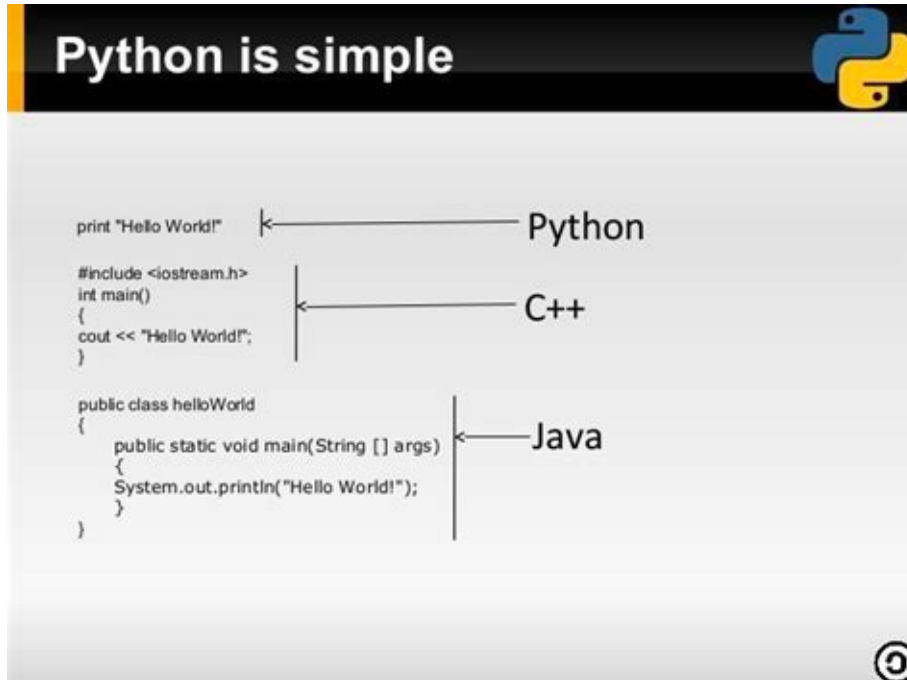 Python is simple
print "Hello World!"
Python
#include <iostream.h>
int main()
{
cout << "Hello World!";
}
C++
public class helloWorld
{
public static void main(String [] args)
{
System.out.println("Hello World!");
}
}
Java